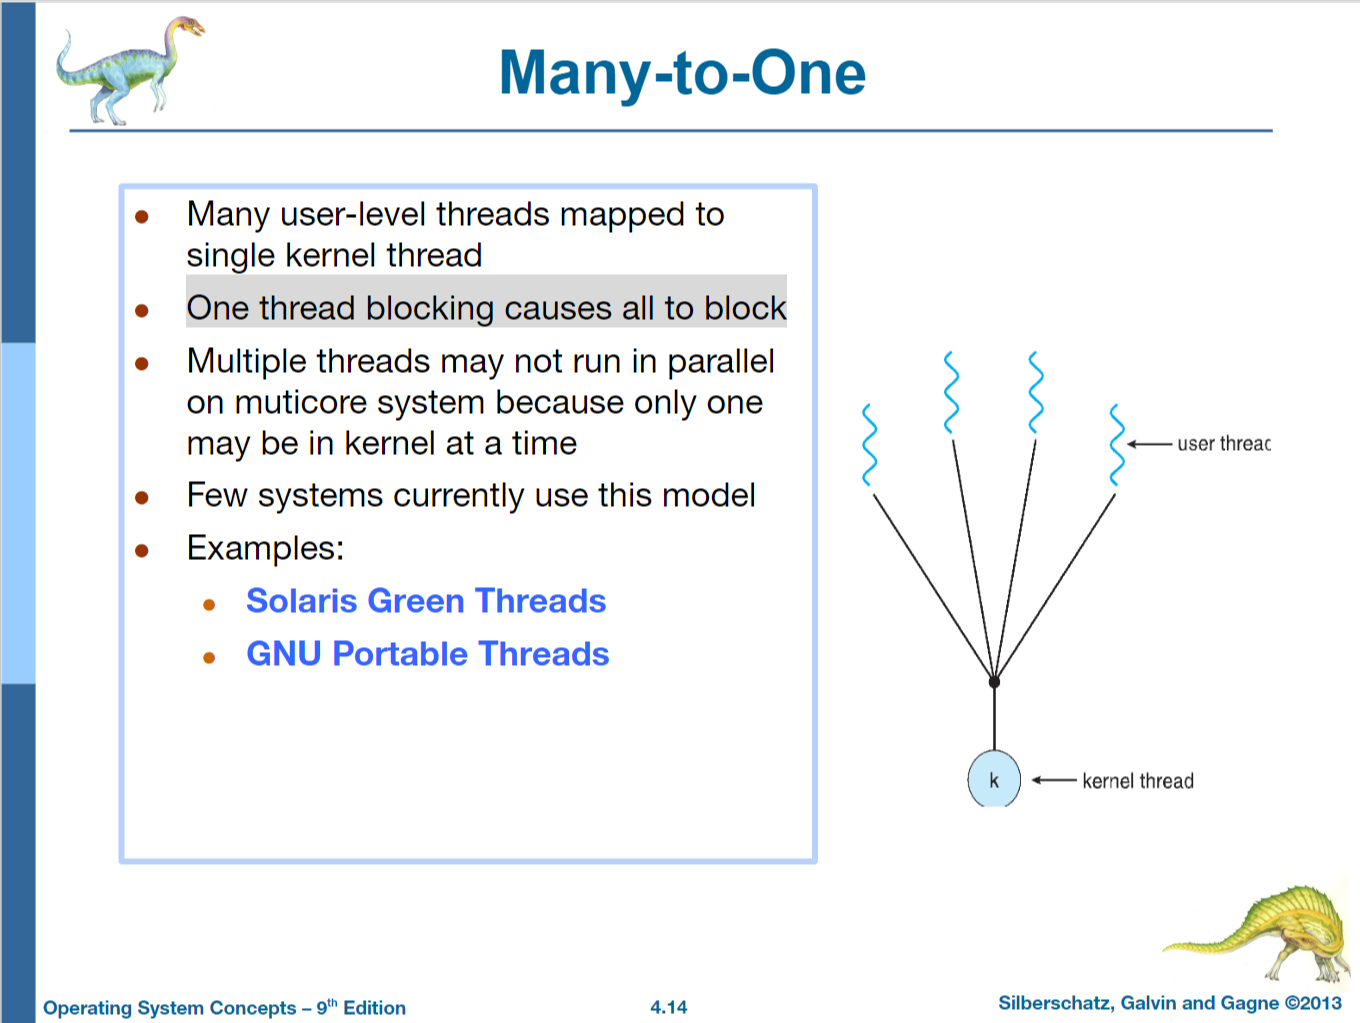 Many-to-One
Many user-level threads mapped to
single kernel thread
One thread blocking causes all to block
Multiple threads may not run in parallel
on muticore system because only one
may be in kernel at a time
Few systems currently use this model
Examples:
Solaris Green Threads
GNU Portable Threads
user threac
k
kernel thread
Operating System Concepts – 9th Edition
4.14
Silberschatz, Galvin and Gagne ©2013